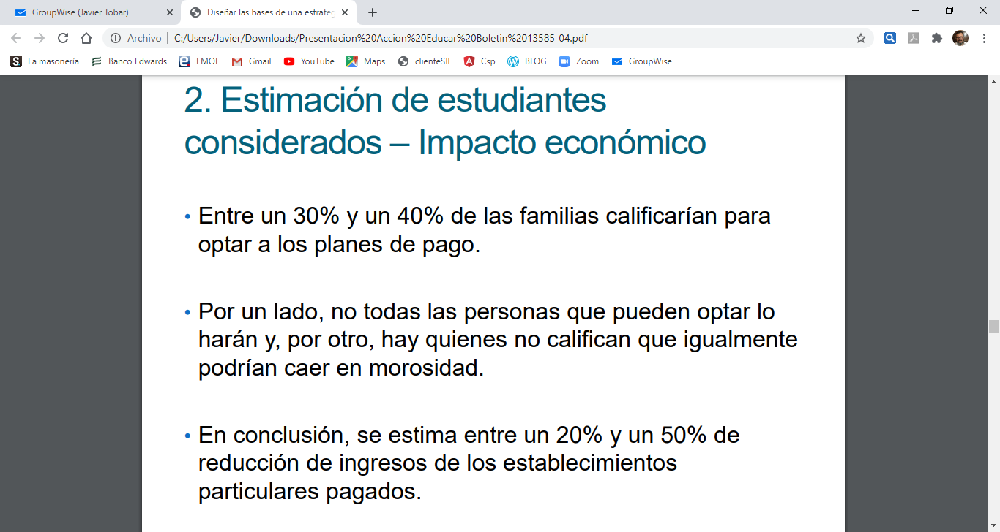 GroupWise (Javier Tobar)
Diseñar las bases de una estrateg
Archivo
C:/Users/Javier/Downloads/Presentacion%20Accion%20Educar%20Boletin%2013585-04.pdf
La masonería
Banco Edwards
EMOL
Gmail
YouTube
Maps
clienteSIL
Csp
BLOG
Zoom
GroupWise
2. Estimación de estudiantes
considerados – Impacto económico
• Entre un 30% y un 40% de las familias calificarían para
optar a los planes de pago.
• Por un lado, no todas las personas que pueden optar lo
harán y, por otro, hay quienes no califican que igualmente
podrían caer en morosidad.
• En conclusión, se estima entre un 20% y un 50% de
reducción de ingresos de los establecimientos
particulares pagados.